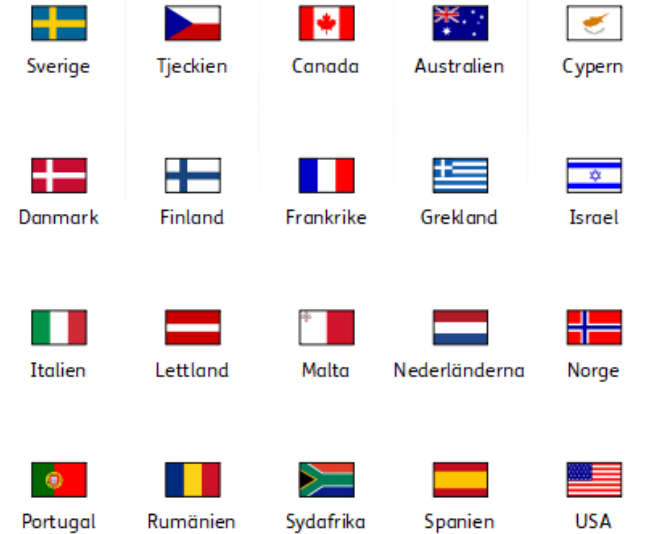 Sverige Tjeckien Canada Australien Cypern
Danmark Finland Frankrike Grekland Israel
Italien Lettland Malta Nederländerna Norge
Portugal Rumänien Sydafrika Spanien USA